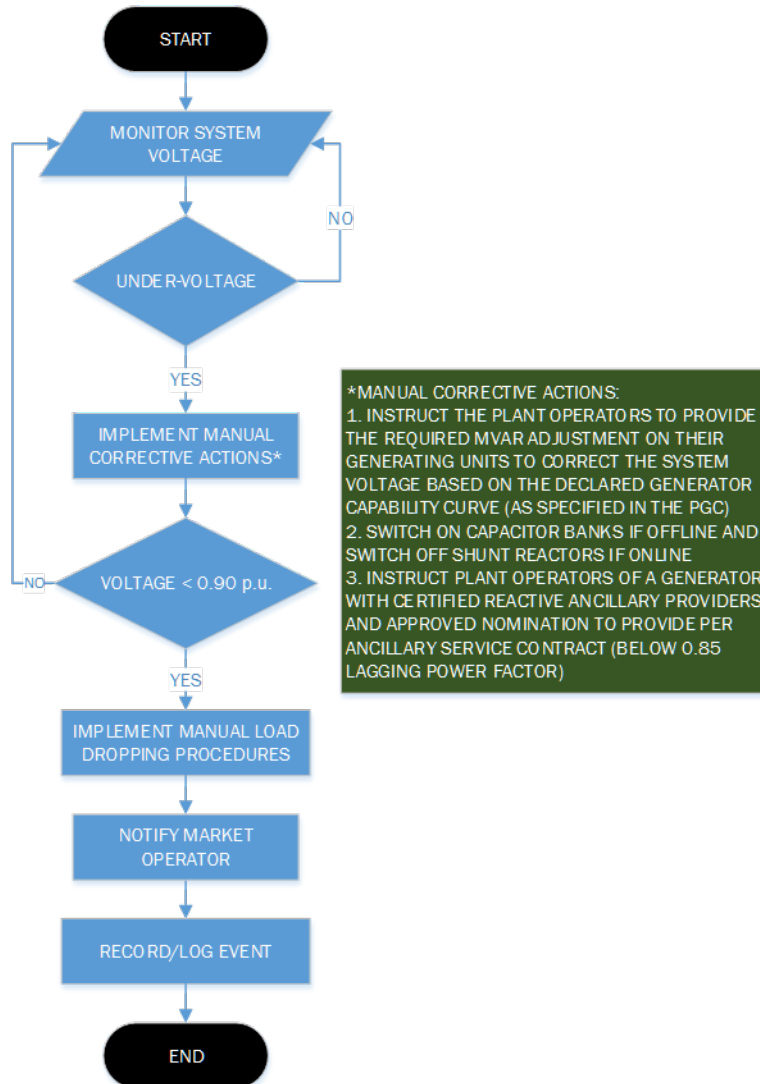 START
MONITOR SYSTEM
VOLTAGE
NO
UNDER-VOLTAGE
YES
IMPLEMENT MANUAL
CORRECTIVE ACTIONS*
*MANUAL CORRECTIVE ACTIONS:
1. INSTRUCT THE PLANT OPERATORS TO PROVIDE
THE REQUIRED MVAR ADJUSTMENT ON THEIR
GENERATING UNITS TO CORRECT THE SYSTEM
VOLTAGE BASED ON THE DECLARED GENERATOR
CAPABILITY CURVE (AS SPECIFIED IN THE PGC)
2. SWITCH ON CAPACITOR BANKS IF OFFLINE AND
SWITCH OFF SHUNT REACTORS IF ONLINE
3. INSTRUCT PLANT OPERATORS OF A GENERATOR
WITH CERTIFIED REACTIVE ANCILLARY PROVIDERS
AND APPROVED NOMINATION TO PROVIDE PER
ANCILLARY SERVICE CONTRACT (BELOW 0.85
LAGGING POWER FACTOR)
NO
VOLTAGE < 0.90 p.u.
YES
IMPLEMENT MANUAL LOAD
DROPPING PROCEDURES
NOTIFY MARKET
OPERATOR
RECORD/LOG EVENT
END